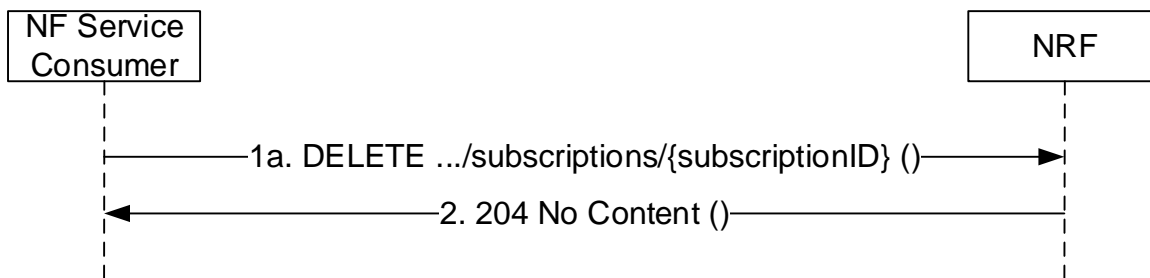 NF Service
Consumer
NRF
1a. DELETE .../subscriptions/{subscriptionID} ()
2. 204 No Content ()